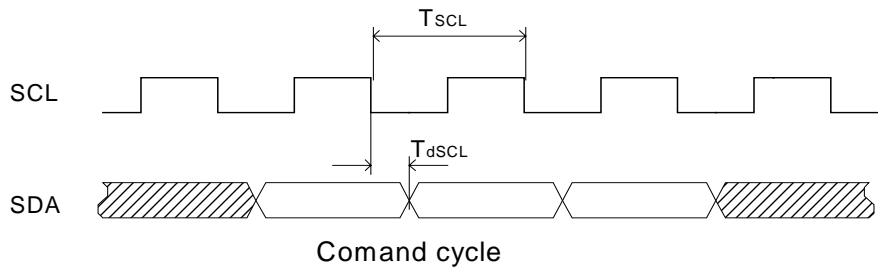 TSCL
SCL
TdSCL
SDA
Comand cycle